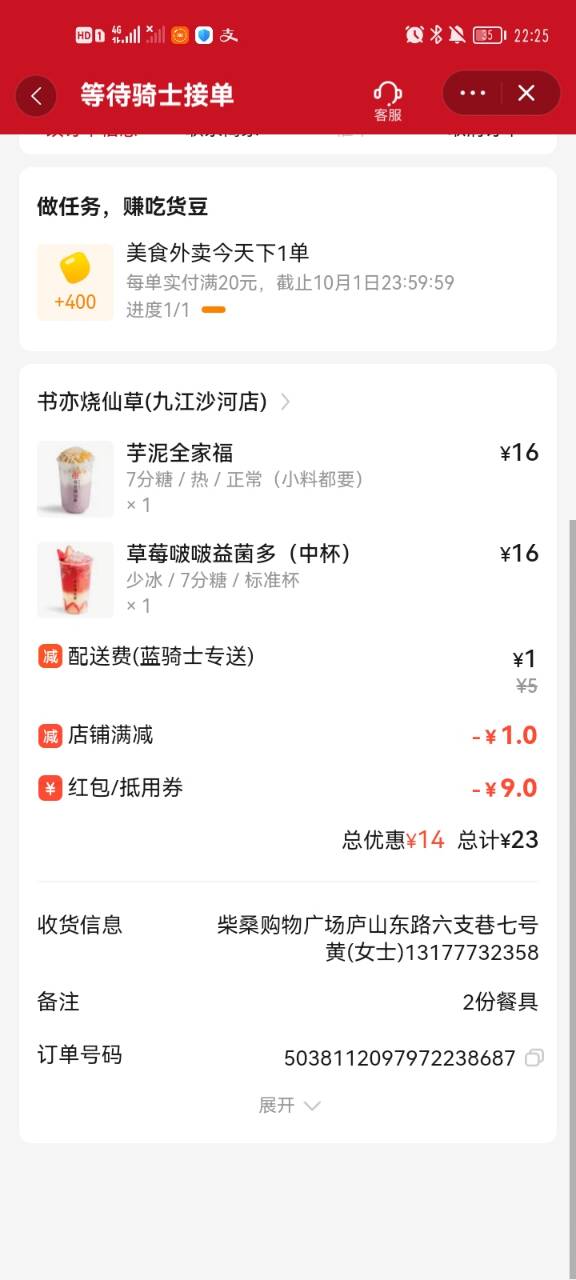 HD 1 4G 35 22:25
等待骑士接单
客服
做任务，赚吃货豆
美食外卖今天下1单
每单实付满20元，截止10月1日23:59:59
+400
进度1/1
书亦烧仙草(九江沙河店)
芋泥全家福 ¥16
7分糖 / 热 / 正常（小料都要）
× 1
草莓啵啵益菌多（中杯） ¥16
少冰 / 7分糖 / 标准杯
× 1
减 配送费(蓝骑士专送) ¥1
¥5
减 店铺满减 -¥1.0
¥ 红包/抵用券 -¥9.0
总优惠¥14 总计¥23
收货信息 柴桑购物广场庐山东路六支巷七号
黄(女士)13177732358
备注 2份餐具
订单号码 5038112097972238687
展开